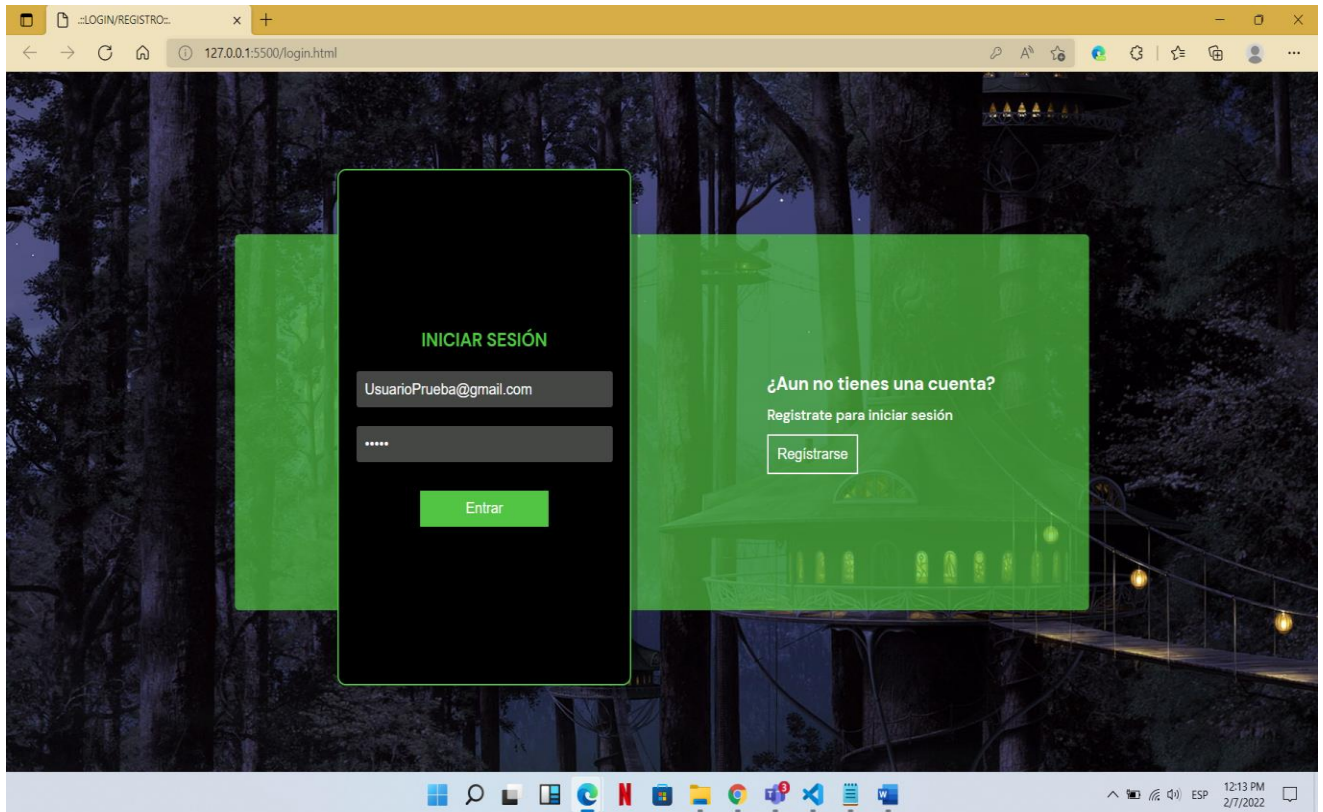 .::LOGIN/REGISTRO::.
127.0.0.1:5500/login.html
INICIAR SESIÓN
UsuarioPrueba@gmail.com
•••••
Entrar
¿Aun no tienes una cuenta?
Registrate para iniciar sesión
Registrarse
ESP
12:13 PM
2/7/2022